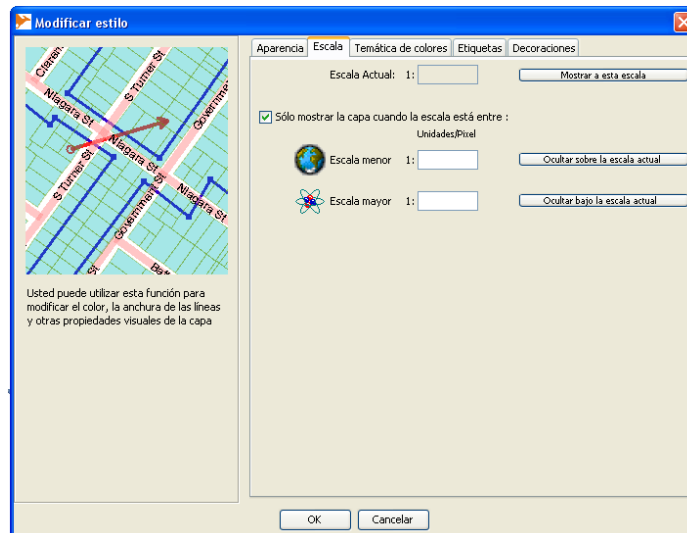 Modificar estilo
Aparencia Escala Temática de colores Etiquetas Decoraciones
Escala Actual: 1: Mostrar a esta escala
Sólo mostrar la capa cuando la escala está entre :
Unidades/Pixel
Escala menor 1: Ocultar sobre la escala actual
Escala mayor 1: Ocultar bajo la escala actual
Niagara St
S Turner St
Government St
Niagara St
S Turner St
Government St
St
Usted puede utilizar esta función para
modificar el color, la anchura de las líneas
y otras propiedades visuales de la capa
OK Cancelar